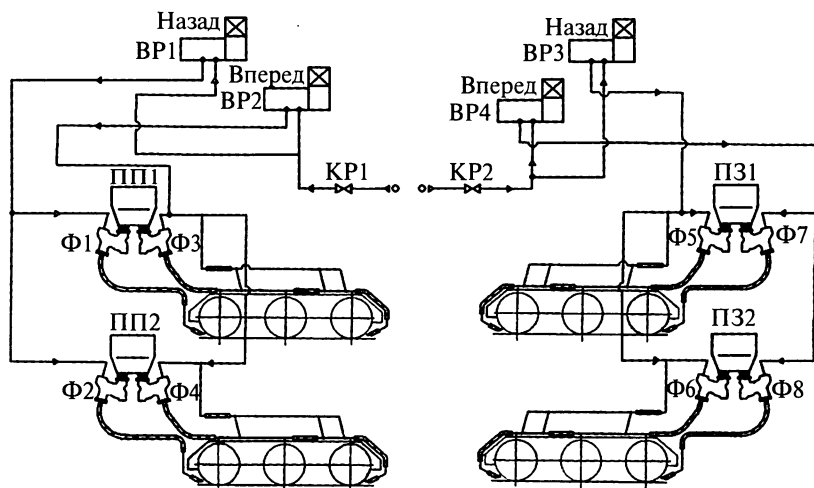 Назад
ВР1
Вперед
ВР2
Назад
ВР3
Вперед
ВР4
КР1
КР2
ПП1
Ф1
Ф3
ПЗ1
Ф5
Ф7
ПП2
Ф2
Ф4
ПЗ2
Ф6
Ф8